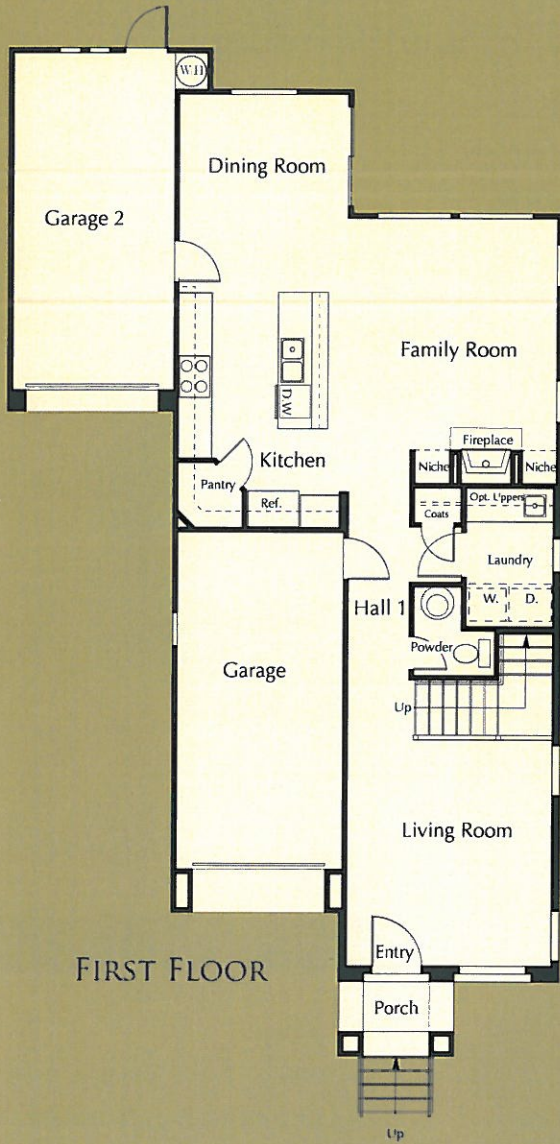 W.H
Dining Room
Garage 2
Family Room
D.W
Fireplace
Kitchen
Niche
Niche
Pantry
Opt. Uppers
Ref.
Coats
Laundry
W.
D.
Hall 1
Powder
Garage
Up
Living Room
Entry
FIRST FLOOR
Porch
Up